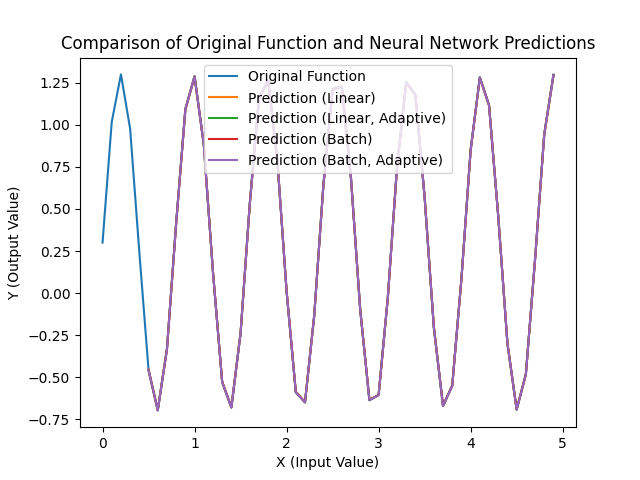 Comparison of Original Function and Neural Network Predictions
Original Function
Prediction (Linear)
Prediction (Linear, Adaptive)
Prediction (Batch)
Prediction (Batch, Adaptive)
Y (Output Value)
1.25
1.00
0.75
0.50
0.25
0.00
−0.25
−0.50
−0.75
0 1 2 3 4 5
X (Input Value)